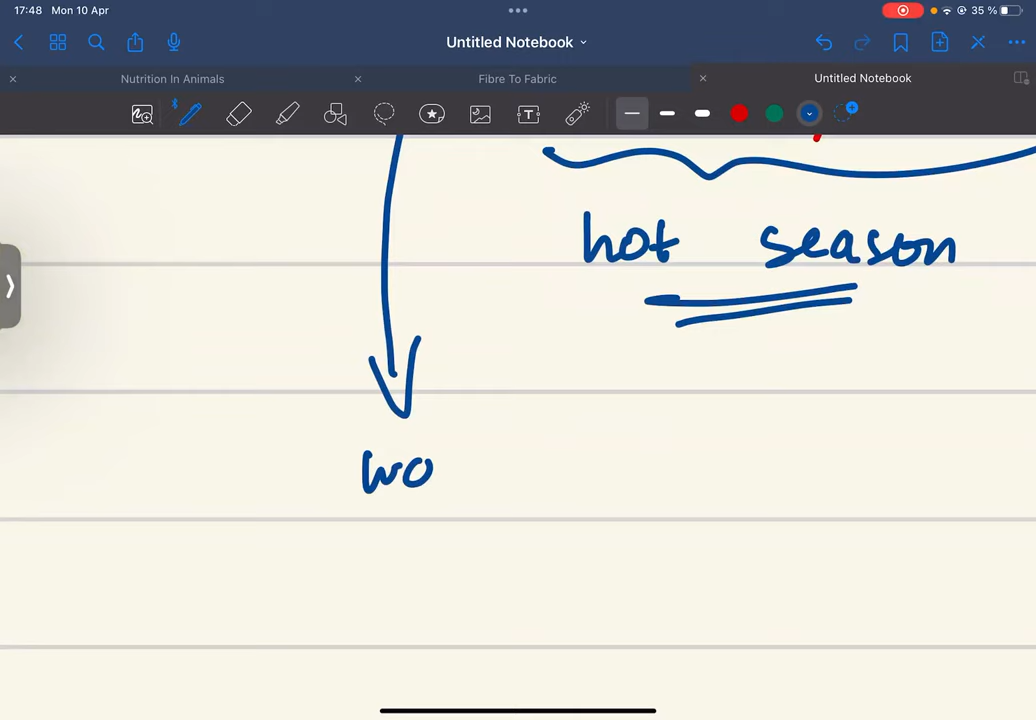 17:48 Mon 10 Apr
35 %
Untitled Notebook
Nutrition In Animals
Fibre To Fabric
Untitled Notebook
T
hot season
wo